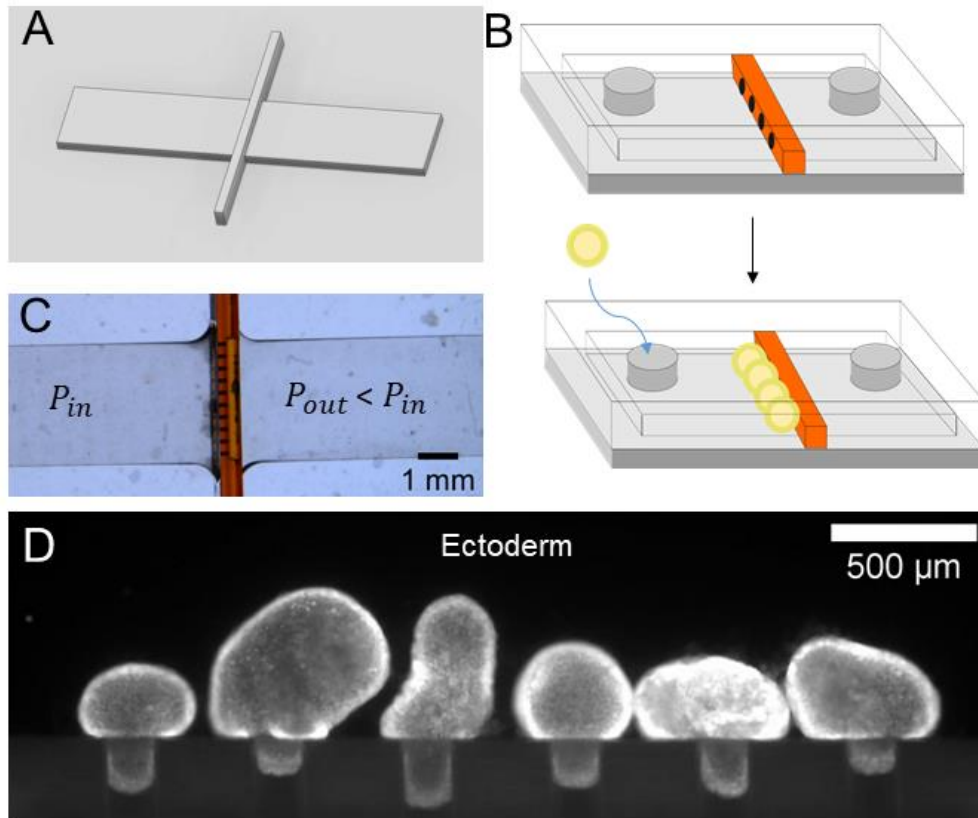 A
B
C
P_in
P_out < P_in
1 mm
D
Ectoderm
500 µm